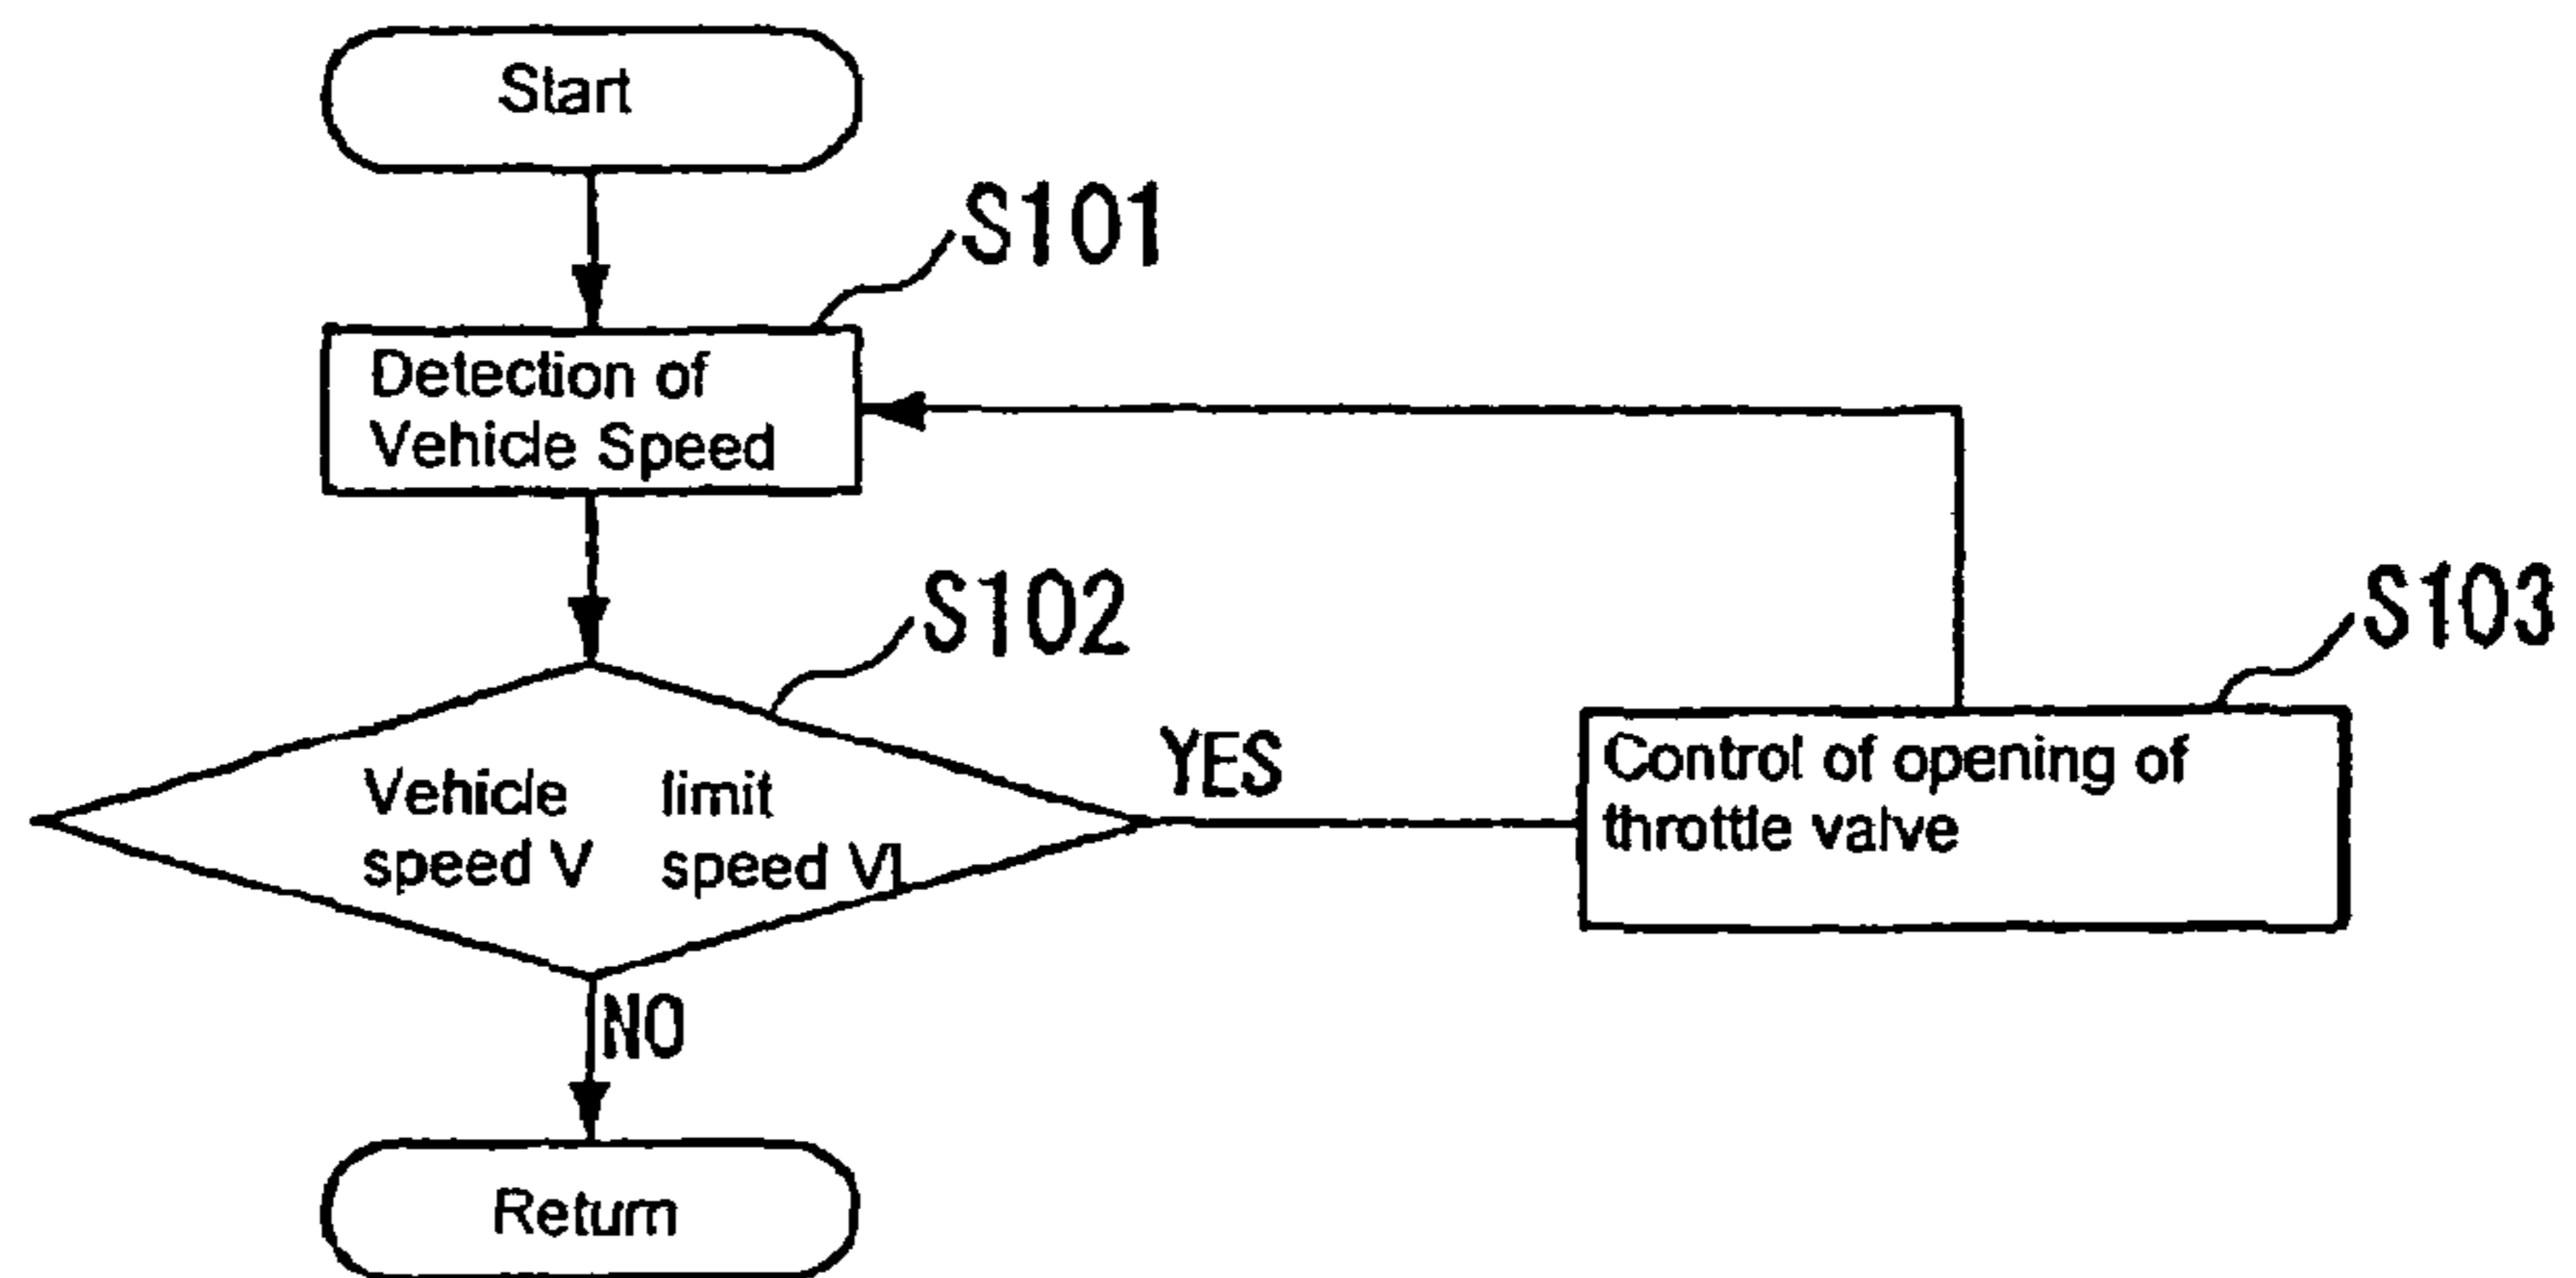 Start
S101
Detection of
Vehicle Speed
S102
S103
Vehicle limit
speed V speed VL
YES
Control of opening of
throttle valve
NO
Return